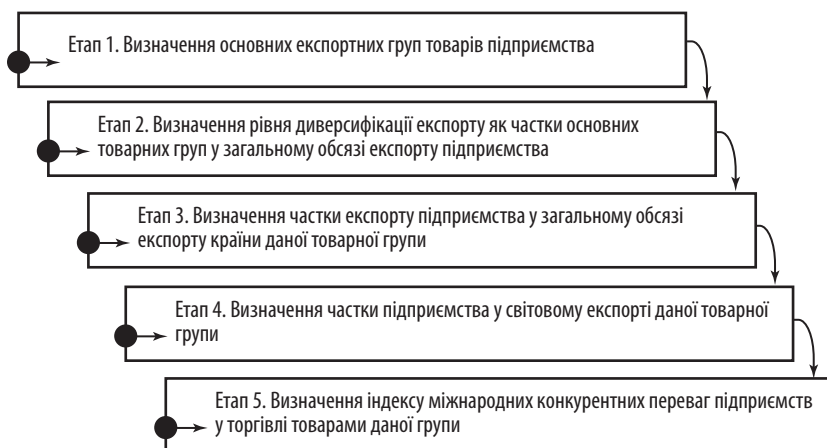 Етап 1. Визначення основних експортних груп товарів підприємства
Етап 2. Визначення рівня диверсифікації експорту як частки основних
товарних груп у загальному обсязі експорту підприємства
Етап 3. Визначення частки експорту підприємства у загальному обсязі
експорту країни даної товарної групи
Етап 4. Визначення частки підприємства у світовому експорті даної товарної
групи
Етап 5. Визначення індексу міжнародних конкурентних переваг підприємств
у торгівлі товарами даної групи